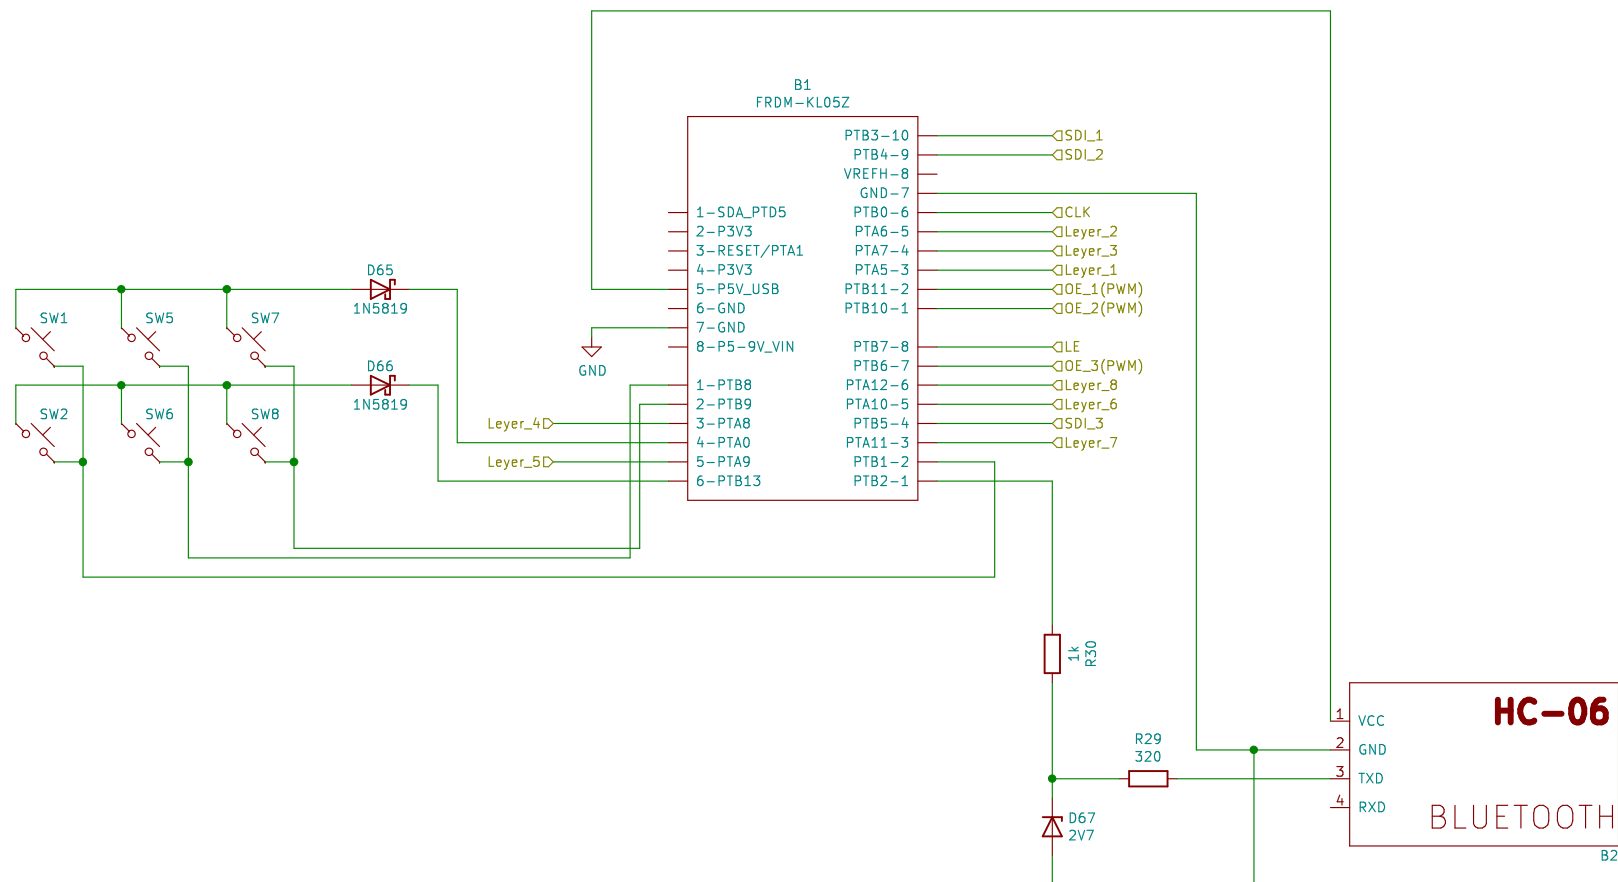 B1
FRDM-KL05Z
PTB3-10
SDI_1
PTB4-9
SDI_2
VREFH-8
GND-7
1-SDA_PTD5
PTB0-6
CLK
2-P3V3
PTA6-5
Leyer_2
3-RESET/PTA1
PTA7-4
Leyer_3
4-P3V3
PTA5-3
Leyer_1
5-P5V_USB
PTB11-2
OE_1(PWM)
6-GND
PTB10-1
OE_2(PWM)
7-GND
8-P5-9V_VIN
PTB7-8
LE
PTB6-7
OE_3(PWM)
1-PTB8
PTA12-6
Leyer_8
2-PTB9
PTA10-5
Leyer_6
Leyer_4
3-PTA8
PTB5-4
SDI_3
4-PTA0
PTA11-3
Leyer_7
Leyer_5
5-PTA9
PTB1-2
6-PTB13
PTB2-1
GND
D65
1N5819
SW1
SW5
SW7
D66
1N5819
SW2
SW6
SW8
1k
R30
R29
320
D67
2V7
HC-06
1 VCC
2 GND
3 TXD
4 RXD
BLUETOOTH
B2